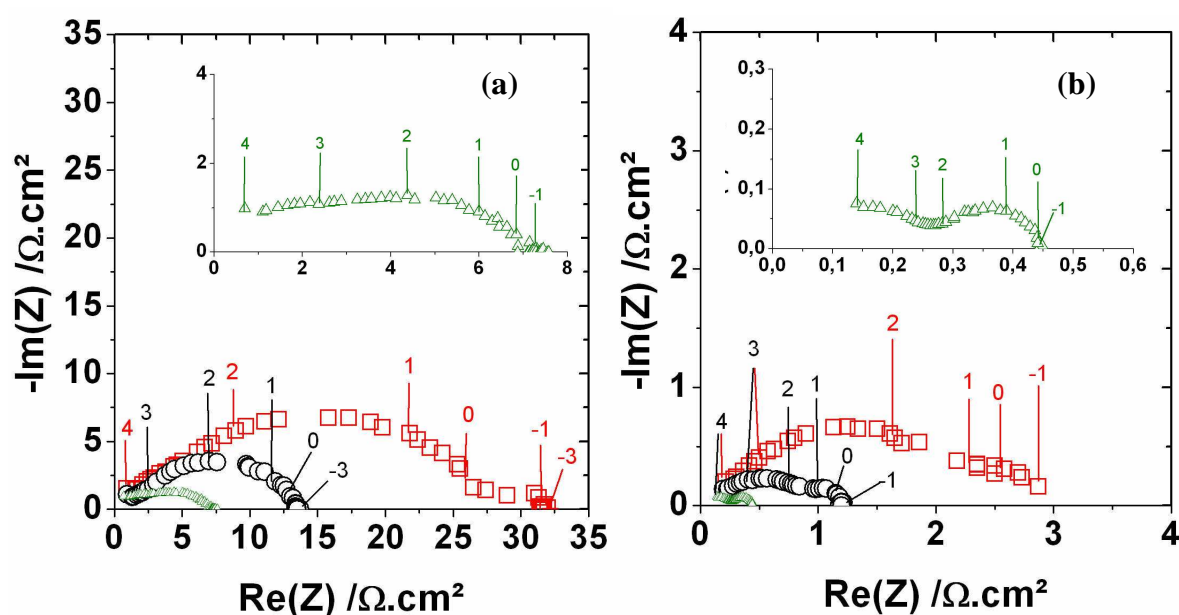 35
30
25
20
15
10
5
0
-Im(Z) /Ω.cm²
0 5 10 15 20 25 30 35
Re(Z) /Ω.cm²
(a)
4
2
0
0 2 4 6 8
4 3 2 1 0 -1
4 3 2 2 1 1 0 0 -1 -3 -3
4
3
2
1
0
-Im(Z) /Ω.cm²
0 1 2 3 4
Re(Z) /Ω.cm²
(b)
0,3
0,2
0,1
0,0
0,0 0,1 0,2 0,3 0,4 0,5 0,6
4 3 2 1 0 -1
4 3 2 1 0 -1 2 1 0 -1